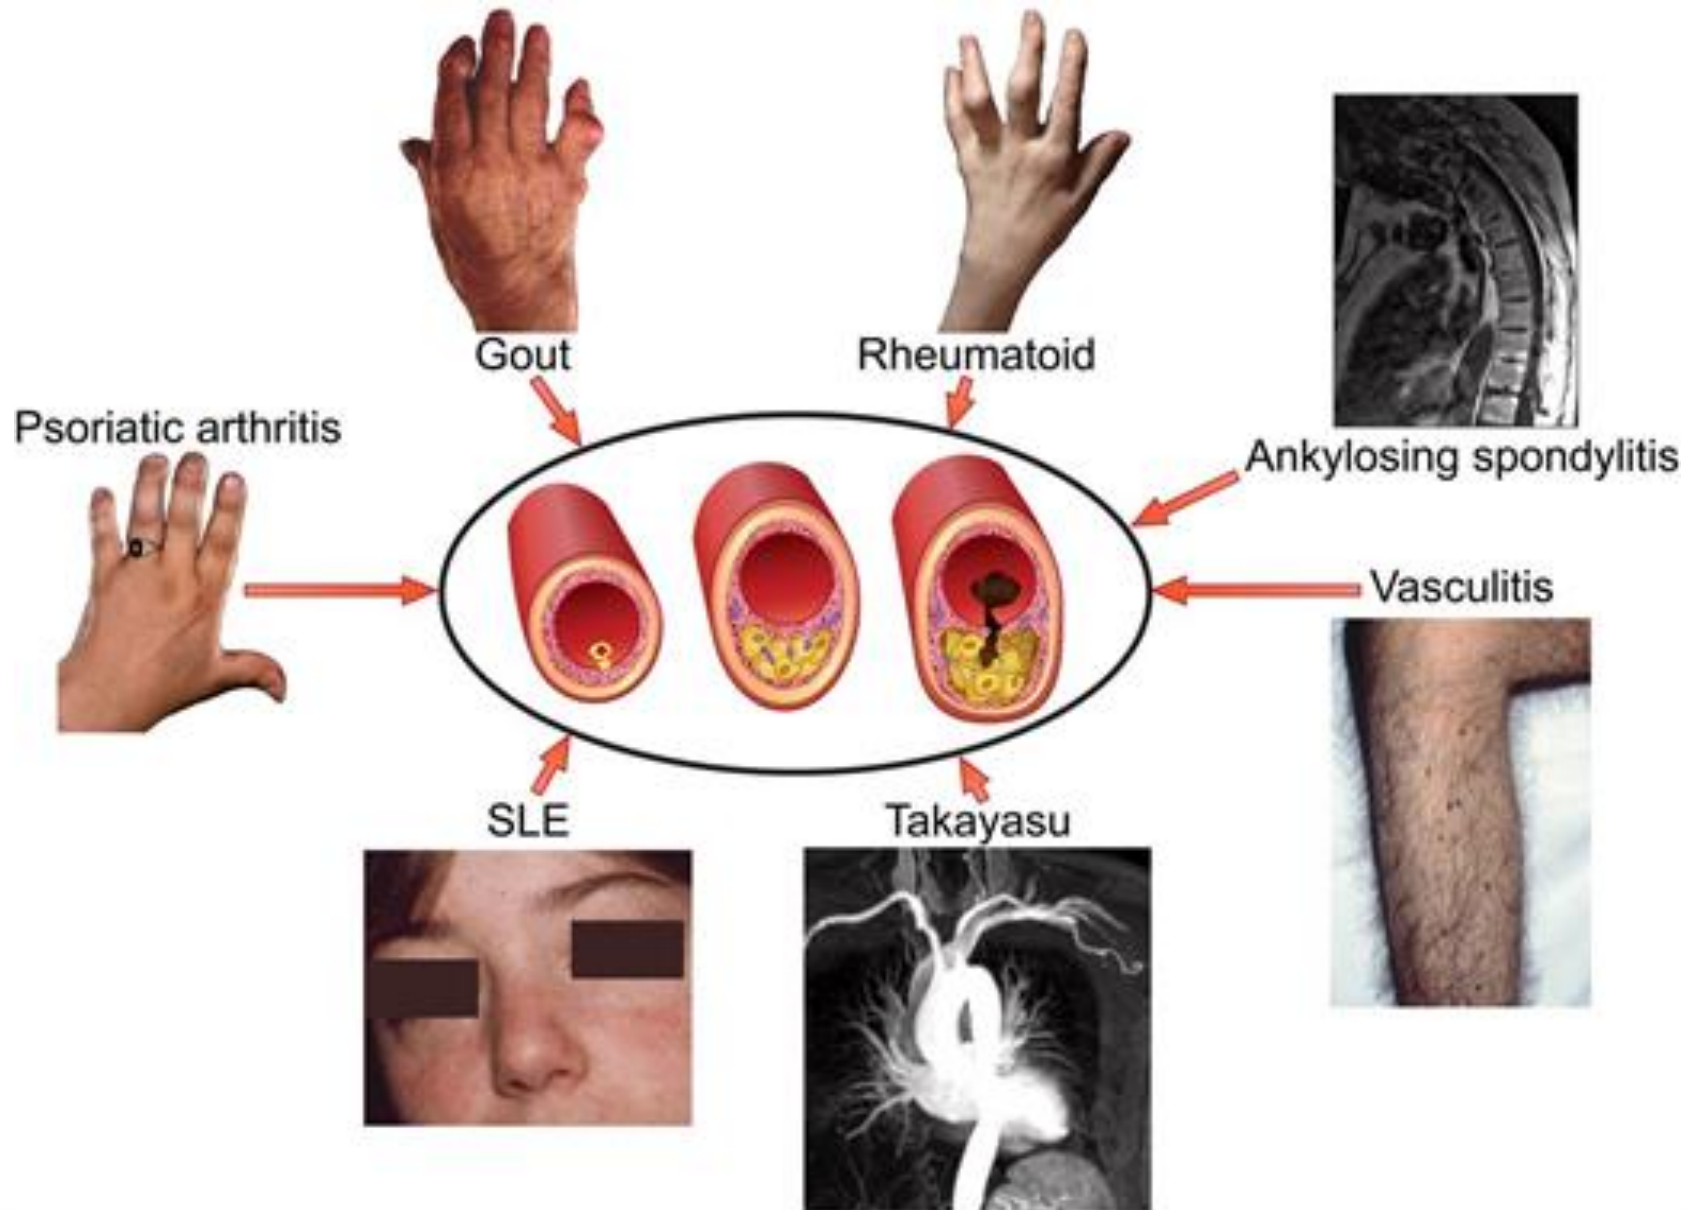 Gout
Rheumatoid
Psoriatic arthritis
Ankylosing spondylitis
Vasculitis
SLE
Takayasu